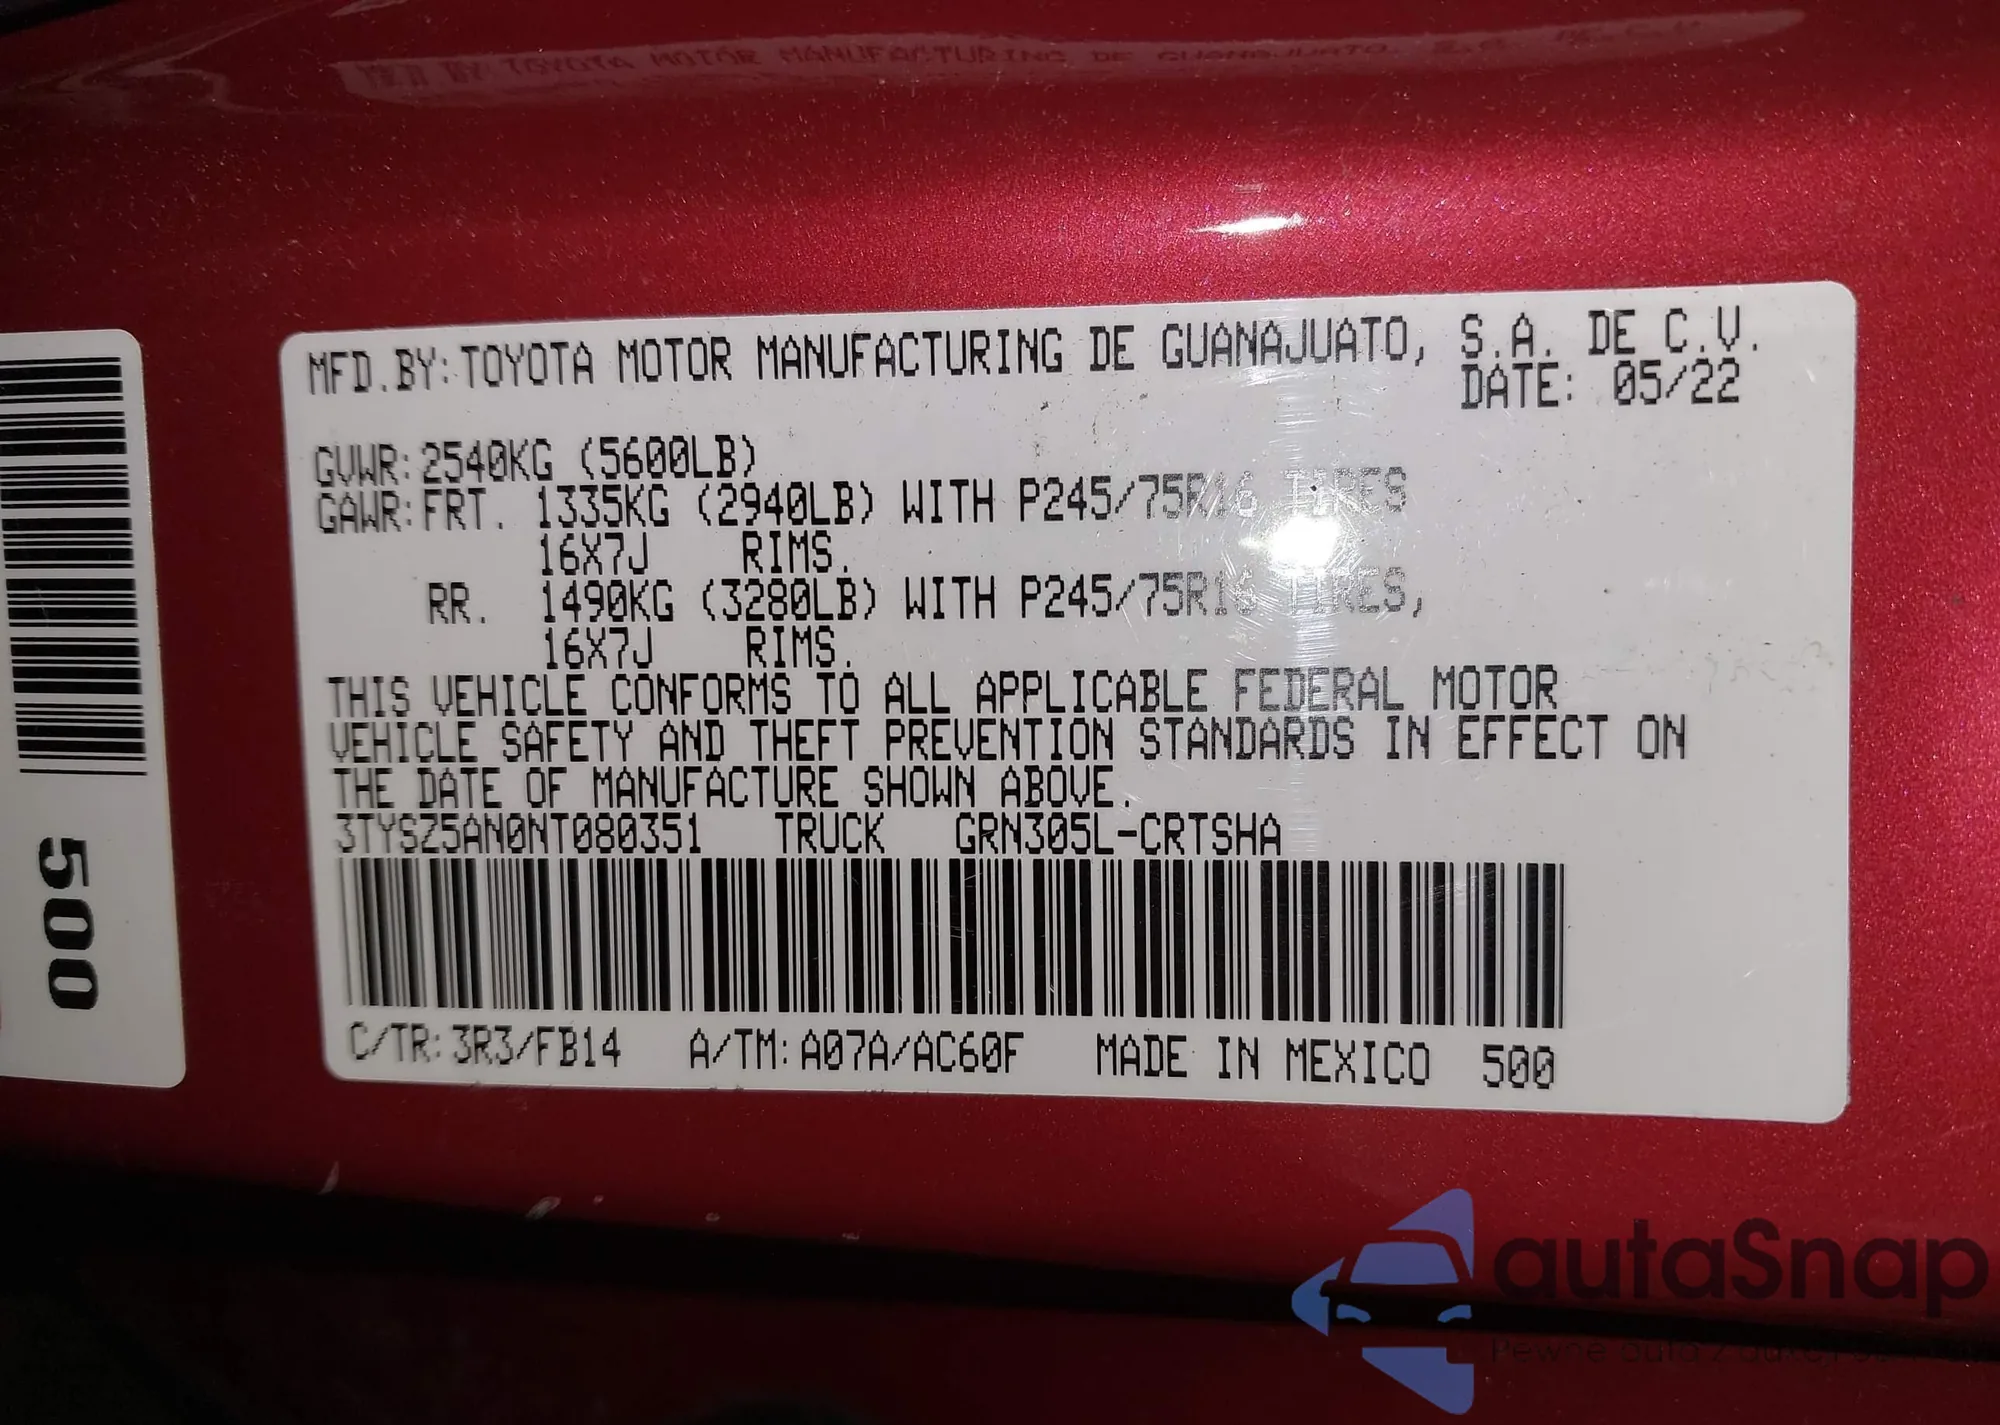 MFD.BY:TOYOTA MOTOR MANUFACTURING DE GUANAJUATO, S.A. DE C.V.
DATE: 05/22
GVWR:2540KG (5600LB)
GAWR:FRT. 1335KG (2940LB) WITH P245/75R16 TIRES
16X7J RIMS.
RR. 1490KG (3280LB) WITH P245/75R16 TIRES,
16X7J RIMS.
THIS VEHICLE CONFORMS TO ALL APPLICABLE FEDERAL MOTOR
VEHICLE SAFETY AND THEFT PREVENTION STANDARDS IN EFFECT ON
THE DATE OF MANUFACTURE SHOWN ABOVE.
3TYSZ5AN0NT080351 TRUCK GRN305L-CRTSHA
C/TR:3R3/FB14 A/TM:A07A/AC60F MADE IN MEXICO 500
500
autaSnap
Pewne auto z